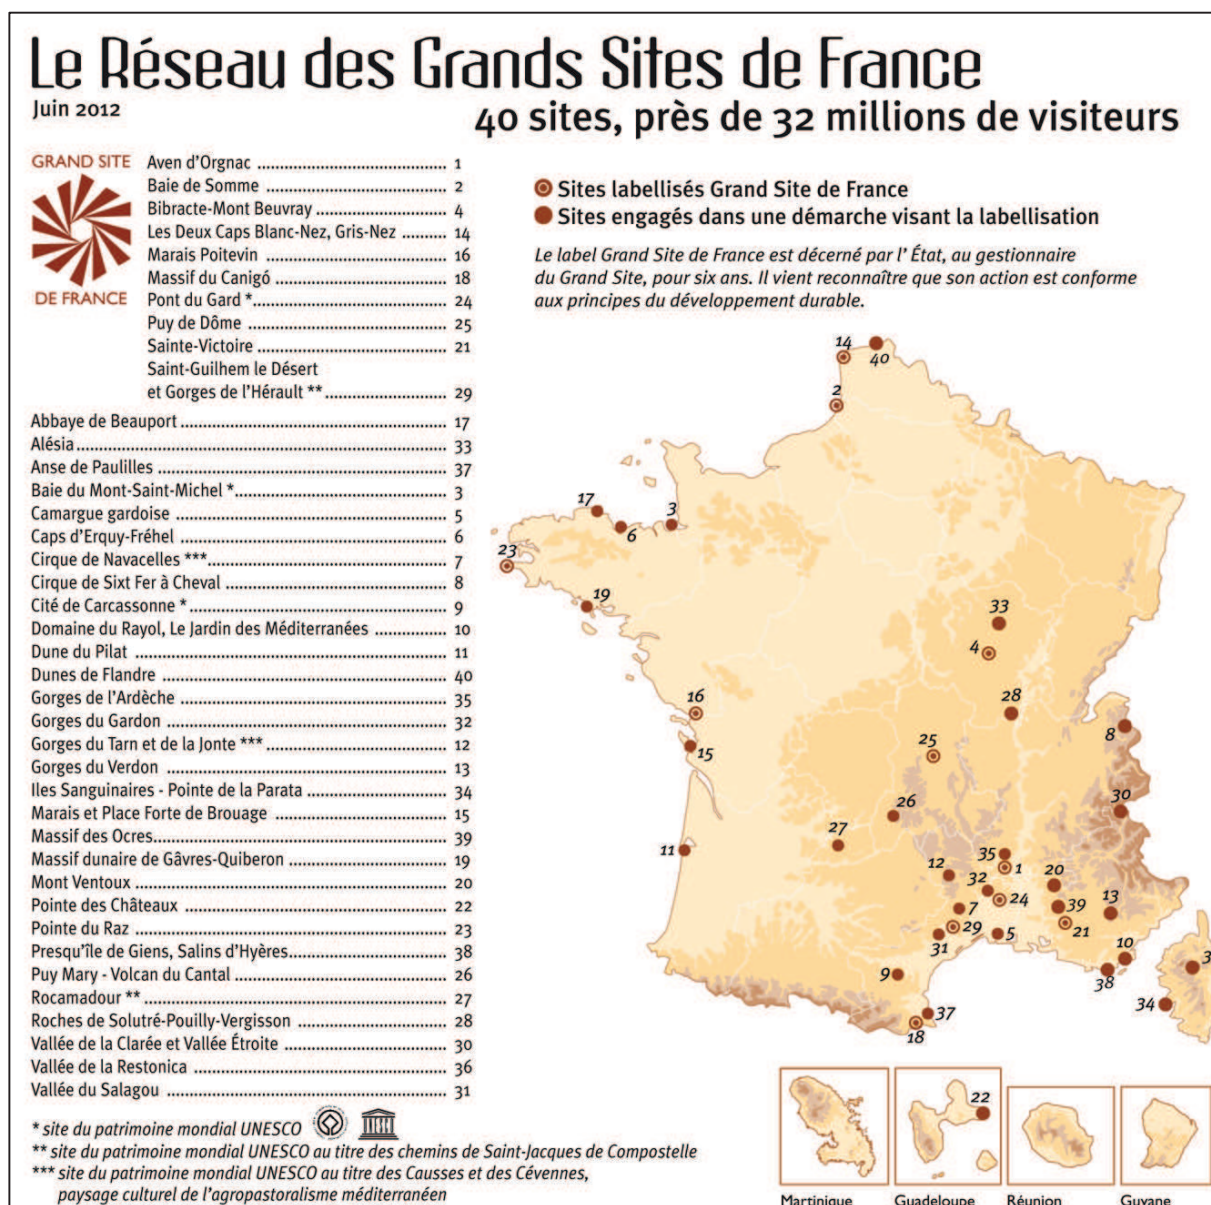 Le Réseau des Grands Sites de France
Juin 2012
40 sites, près de 32 millions de visiteurs
GRAND SITE
DE FRANCE
Aven d'Orgnac ........ 1
Baie de Somme ........ 2
Bibracte-Mont Beuvray ........ 4
Les Deux Caps Blanc-Nez, Gris-Nez ........ 14
Marais Poitevin ........ 16
Massif du Canigó ........ 18
Pont du Gard * ........ 24
Puy de Dôme ........ 25
Sainte-Victoire ........ 21
Saint-Guilhem le Désert
et Gorges de l'Hérault ** ........ 29
Abbaye de Beauport ........ 17
Alésia ........ 33
Anse de Paulilles ........ 37
Baie du Mont-Saint-Michel * ........ 3
Camargue gardoise ........ 5
Caps d'Erquy-Fréhel ........ 6
Cirque de Navacelles *** ........ 7
Cirque de Sixt Fer à Cheval ........ 8
Cité de Carcassonne * ........ 9
Domaine du Rayol, Le Jardin des Méditerranées ........ 10
Dune du Pilat ........ 11
Dunes de Flandre ........ 40
Gorges de l'Ardèche ........ 35
Gorges du Gardon ........ 32
Gorges du Tarn et de la Jonte *** ........ 12
Gorges du Verdon ........ 13
Iles Sanguinaires - Pointe de la Parata ........ 34
Marais et Place Forte de Brouage ........ 15
Massif des Ocres ........ 39
Massif dunaire de Gâvres-Quiberon ........ 19
Mont Ventoux ........ 20
Pointe des Châteaux ........ 22
Pointe du Raz ........ 23
Presqu'île de Giens, Salins d'Hyères ........ 38
Puy Mary - Volcan du Cantal ........ 26
Rocamadour ** ........ 27
Roches de Solutré-Pouilly-Vergisson ........ 28
Vallée de la Clarée et Vallée Étroite ........ 30
Vallée de la Restonica ........ 36
Vallée du Salagou ........ 31
* site du patrimoine mondial UNESCO
UNESCO
** site du patrimoine mondial UNESCO au titre des chemins de Saint-Jacques de Compostelle
*** site du patrimoine mondial UNESCO au titre des Causses et des Cévennes,
paysage culturel de l'agropastoralisme méditerranéen
Sites labellisés Grand Site de France
Sites engagés dans une démarche visant la labellisation
Le label Grand Site de France est décerné par l' État, au gestionnaire
du Grand Site, pour six ans. Il vient reconnaître que son action est conforme
aux principes du développement durable.
14
40
2
17
6
3
23
19
33
4
16
28
8
15
25
26
30
27
11
35
1
12
32
20
24
7
39
13
29
21
31
5
10
9
38
34
37
18
22
Martinique
Guadeloupe
Réunion
Guyane